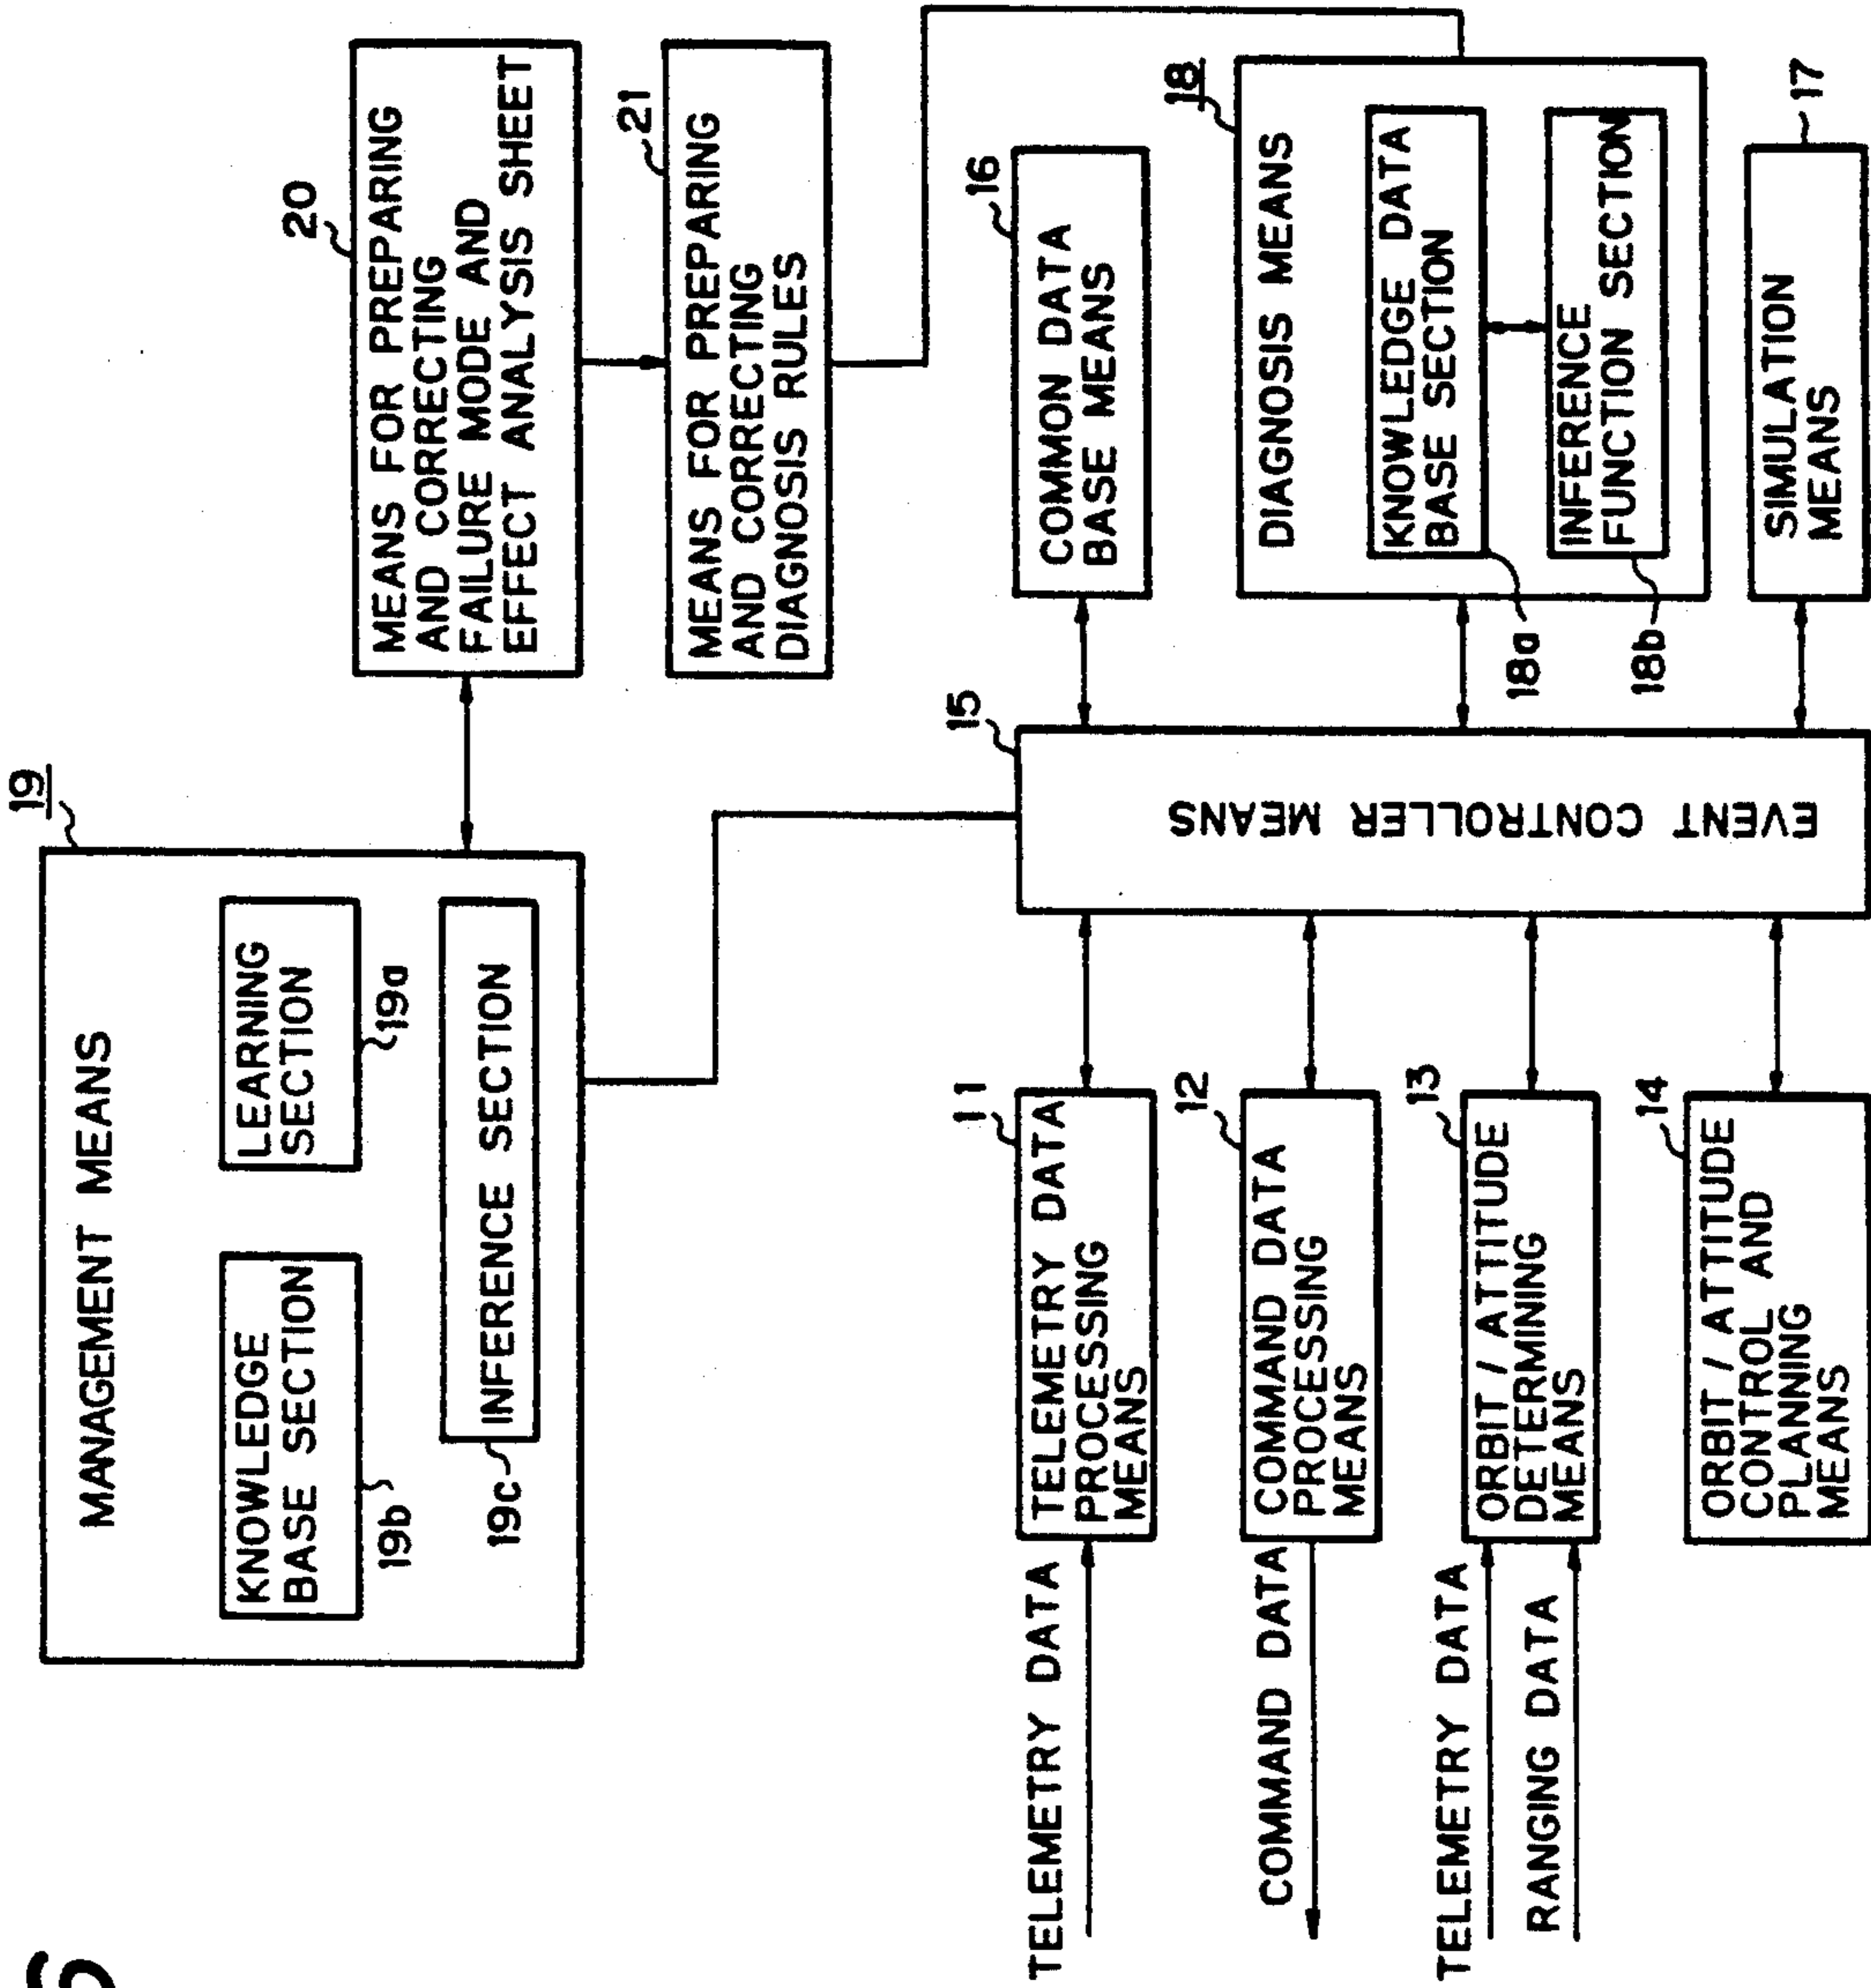 19
MANAGEMENT MEANS
KNOWLEDGE
BASE SECTION
19b
LEARNING
SECTION
19a
INFERENCE SECTION
19c
20
MEANS FOR PREPARING
AND CORRECTING
FAILURE MODE AND
EFFECT ANALYSIS SHEET
21
MEANS FOR PREPARING
AND CORRECTING
DIAGNOSIS RULES
TELEMETRY DATA
11
TELEMETRY DATA
PROCESSING
MEANS
COMMAND DATA
12
COMMAND DATA
PROCESSING
MEANS
TELEMETRY DATA
RANGING DATA
13
ORBIT / ATTITUDE
DETERMINING
MEANS
14
ORBIT / ATTITUDE
CONTROL AND
PLANNING
MEANS
15
EVENT CONTROLLER MEANS
16
COMMON DATA
BASE MEANS
18
DIAGNOSIS MEANS
KNOWLEDGE DATA
BASE SECTION
18a
INFERENCE
FUNCTION SECTION
18b
17
SIMULATION
MEANS